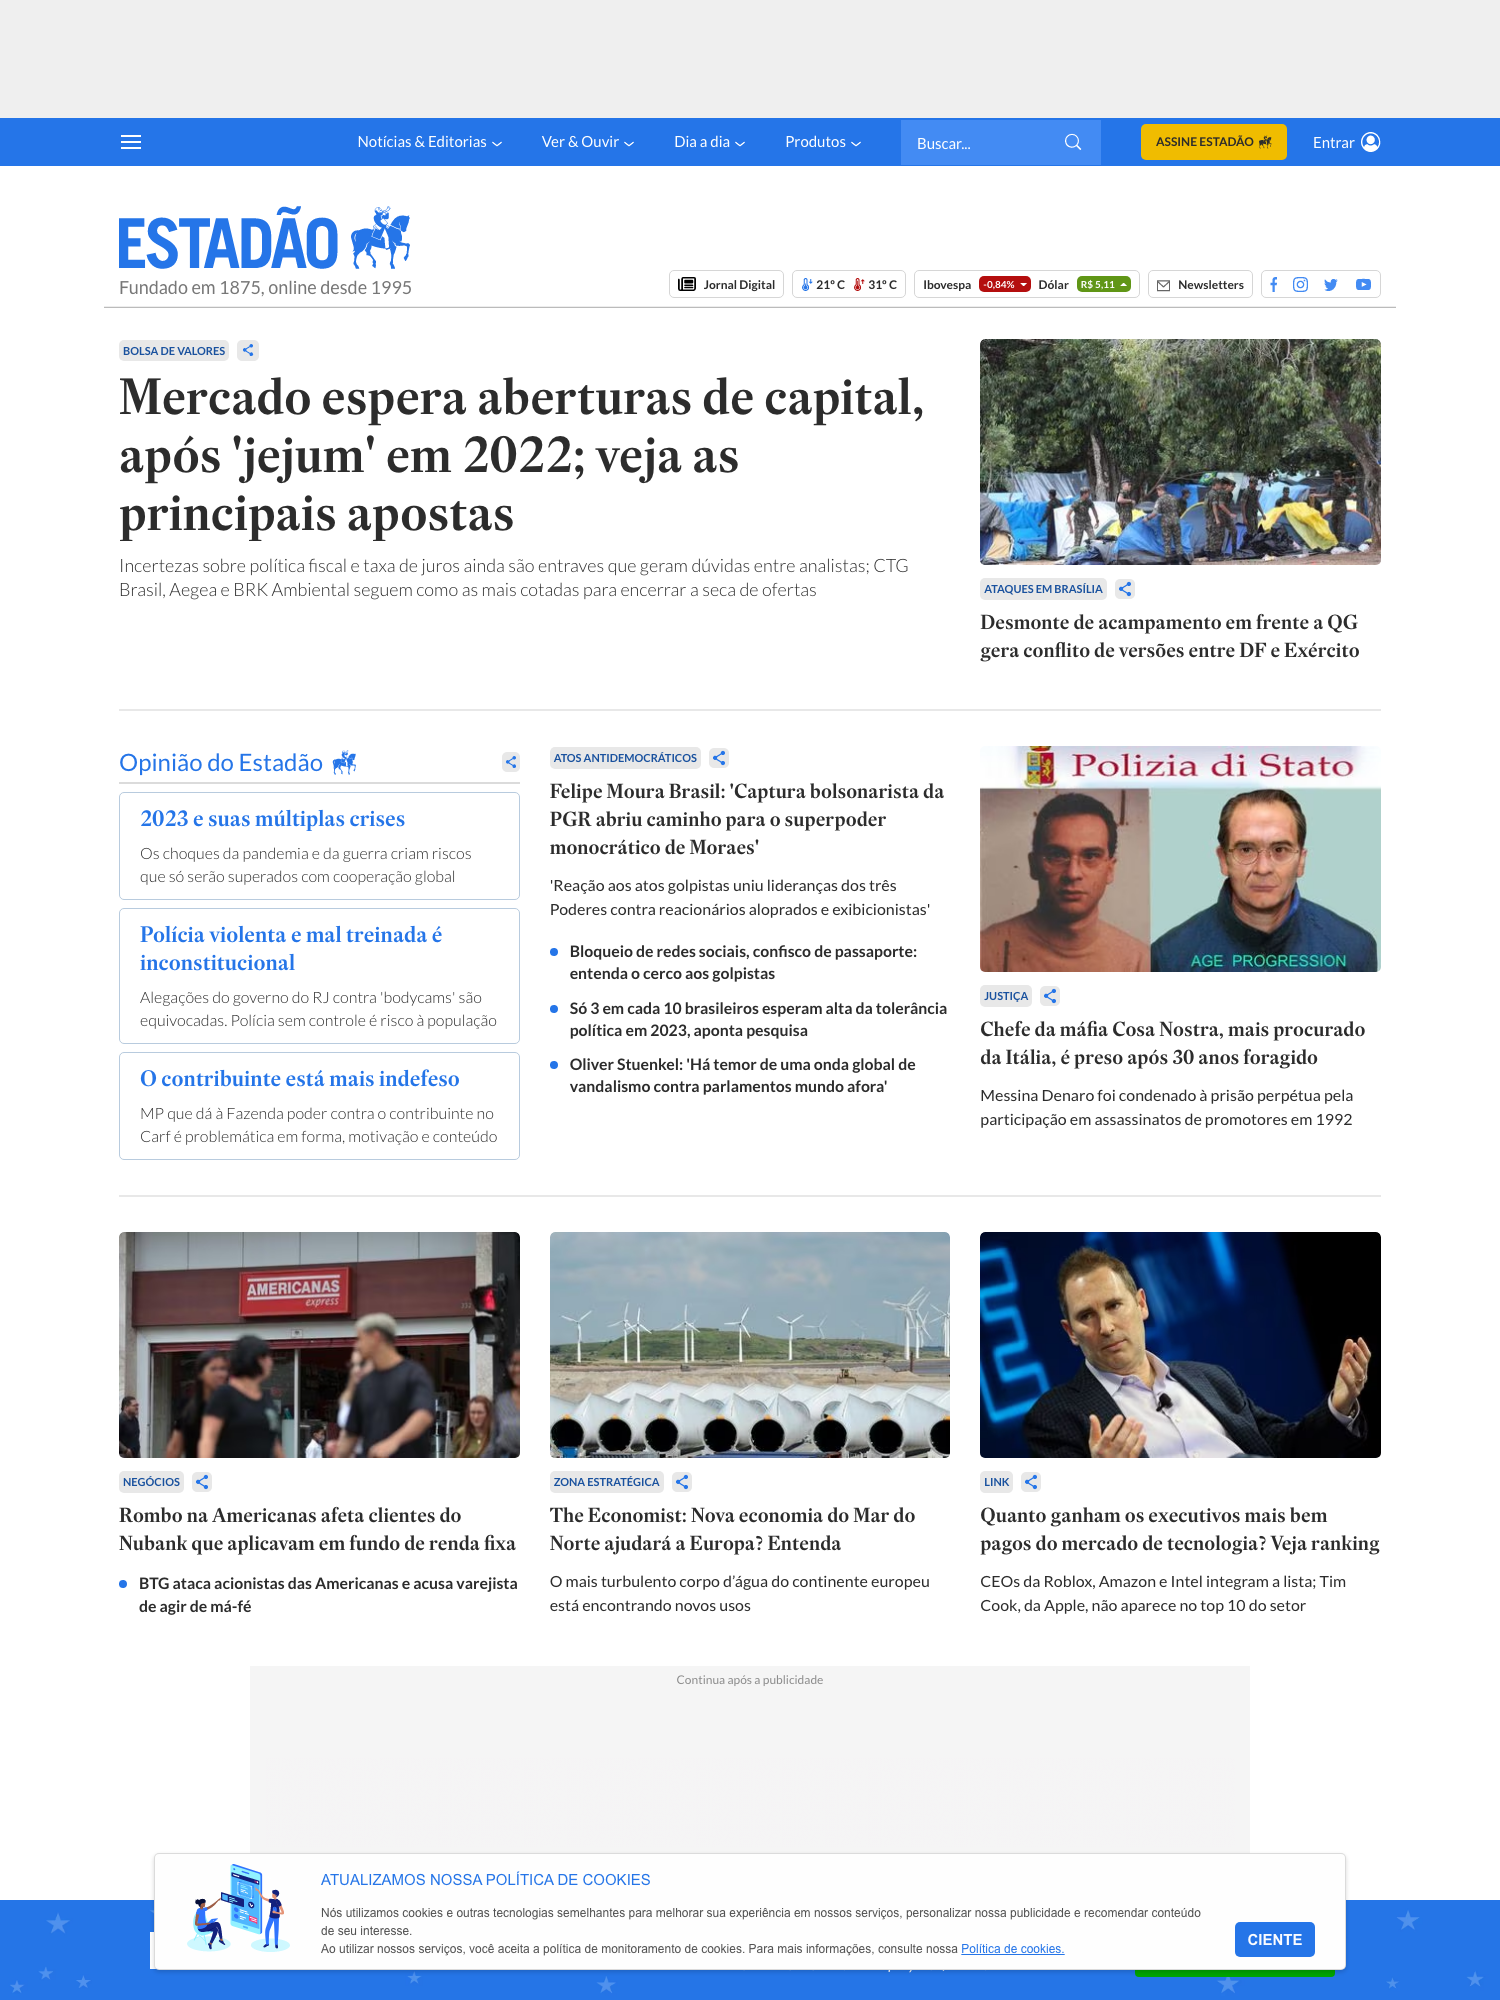 Notícias & Editorias
Ver & Ouvir
Dia a dia
Produtos
Buscar...
ASSINE ESTADÃO
Entrar
ESTADÃO
Fundado em 1875, online desde 1995
Jornal Digital
21º C
31º C
Ibovespa
-0,84%
Dólar
R$ 5,11
Newsletters
BOLSA DE VALORES
Mercado espera aberturas de capital,
após 'jejum' em 2022; veja as
principais apostas
Incertezas sobre política fiscal e taxa de juros ainda são entraves que geram dúvidas entre analistas; CTG
Brasil, Aegea e BRK Ambiental seguem como as mais cotadas para encerrar a seca de ofertas
ATAQUES EM BRASÍLIA
Desmonte de acampamento em frente a QG
gera conflito de versões entre DF e Exército
Opinião do Estadão
2023 e suas múltiplas crises
Os choques da pandemia e da guerra criam riscos
que só serão superados com cooperação global
Polícia violenta e mal treinada é
inconstitucional
Alegações do governo do RJ contra 'bodycams' são
equivocadas. Polícia sem controle é risco à população
O contribuinte está mais indefeso
MP que dá à Fazenda poder contra o contribuinte no
Carf é problemática em forma, motivação e conteúdo
ATOS ANTIDEMOCRÁTICOS
Felipe Moura Brasil: 'Captura bolsonarista da
PGR abriu caminho para o superpoder
monocrático de Moraes'
'Reação aos atos golpistas uniu lideranças dos três
Poderes contra reacionários aloprados e exibicionistas'
Bloqueio de redes sociais, confisco de passaporte:
entenda o cerco aos golpistas
Só 3 em cada 10 brasileiros esperam alta da tolerância
política em 2023, aponta pesquisa
Oliver Stuenkel: 'Há temor de uma onda global de
vandalismo contra parlamentos mundo afora'
Polizia di Stato
AGE PROGRESSION
JUSTIÇA
Chefe da máfia Cosa Nostra, mais procurado
da Itália, é preso após 30 anos foragido
Messina Denaro foi condenado à prisão perpétua pela
participação em assassinatos de promotores em 1992
AMERICANAS
express
NEGÓCIOS
Rombo na Americanas afeta clientes do
Nubank que aplicavam em fundo de renda fixa
BTG ataca acionistas das Americanas e acusa varejista
de agir de má-fé
ZONA ESTRATÉGICA
The Economist: Nova economia do Mar do
Norte ajudará a Europa? Entenda
O mais turbulento corpo d’água do continente europeu
está encontrando novos usos
LINK
Quanto ganham os executivos mais bem
pagos do mercado de tecnologia? Veja ranking
CEOs da Roblox, Amazon e Intel integram a lista; Tim
Cook, da Apple, não aparece no top 10 do setor
Continua após a publicidade
ATUALIZAMOS NOSSA POLÍTICA DE COOKIES
Nós utilizamos cookies e outras tecnologias semelhantes para melhorar sua experiência em nossos serviços, personalizar nossa publicidade e recomendar conteúdo
de seu interesse.
Ao utilizar nossos serviços, você aceita a política de monitoramento de cookies. Para mais informações, consulte nossa Política de cookies.
CIENTE